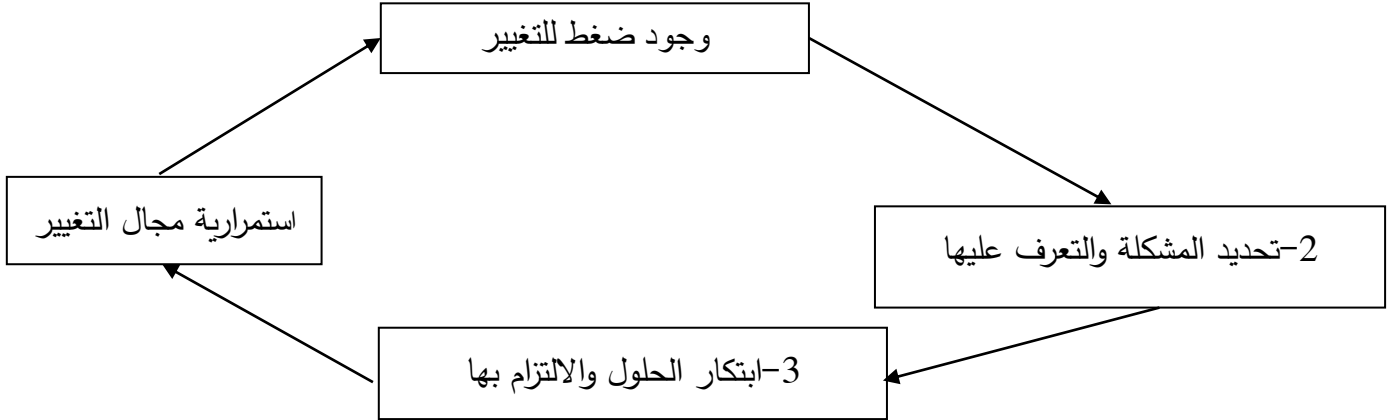 وجود ضغط للتغيير
2-تحديد المشكلة والتعرف عليها
3-ابتكار الحلول والالتزام بها
استمرارية مجال التغيير